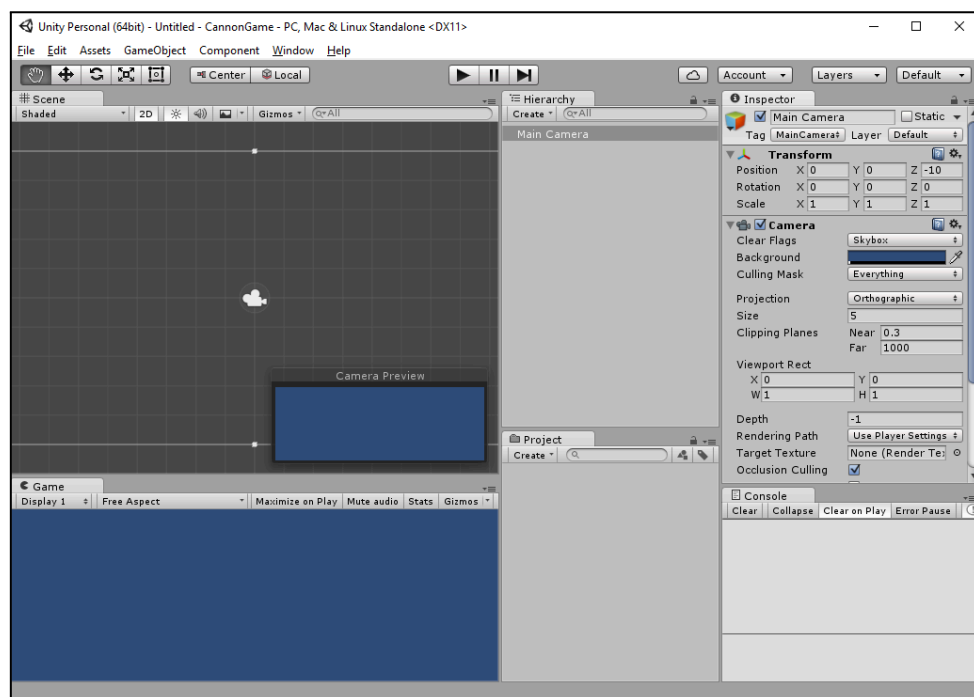 Unity Personal (64bit) - Untitled - CannonGame - PC, Mac & Linux Standalone <DX11>
File Edit Assets GameObject Component Window Help
Center Local Account Layers Default
Scene
Shaded 2D Gizmos All
Hierarchy
Create All
Main Camera
Camera Preview
Project
Create
Game
Display 1 Free Aspect Maximize on Play Mute audio Stats Gizmos
Inspector
Main Camera Static
Tag MainCamera Layer Default
Transform
Position X 0 Y 0 Z -10
Rotation X 0 Y 0 Z 0
Scale X 1 Y 1 Z 1
Camera
Clear Flags Skybox
Background
Culling Mask Everything
Projection Orthographic
Size 5
Clipping Planes Near 0.3
Far 1000
Viewport Rect
X 0 Y 0
W 1 H 1
Depth -1
Rendering Path Use Player Settings
Target Texture None (Render Te
Occlusion Culling
Console
Clear Collapse Clear on Play Error Pause